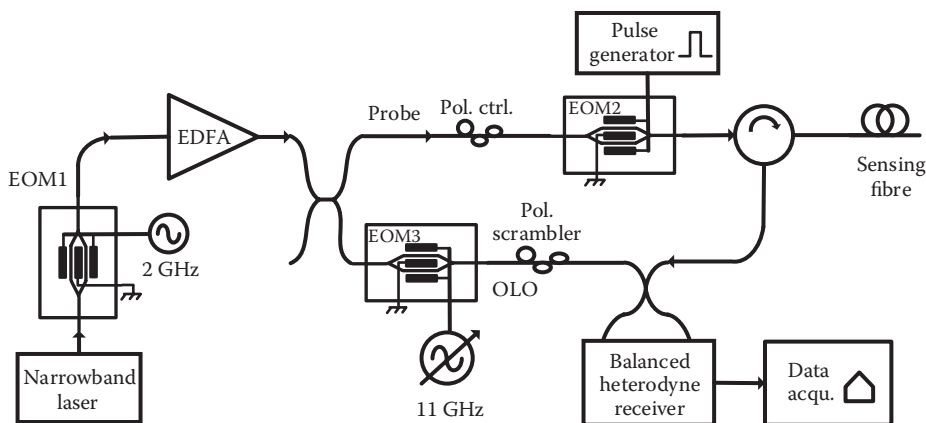 Pulse
generator
Probe
Pol. ctrl.
EOM2
EDFA
EOM1
Sensing
fibre
Pol.
scrambler
EOM3
2 GHz
OLO
Narrowband
laser
11 GHz
Balanced
heterodyne
receiver
Data
acqu.